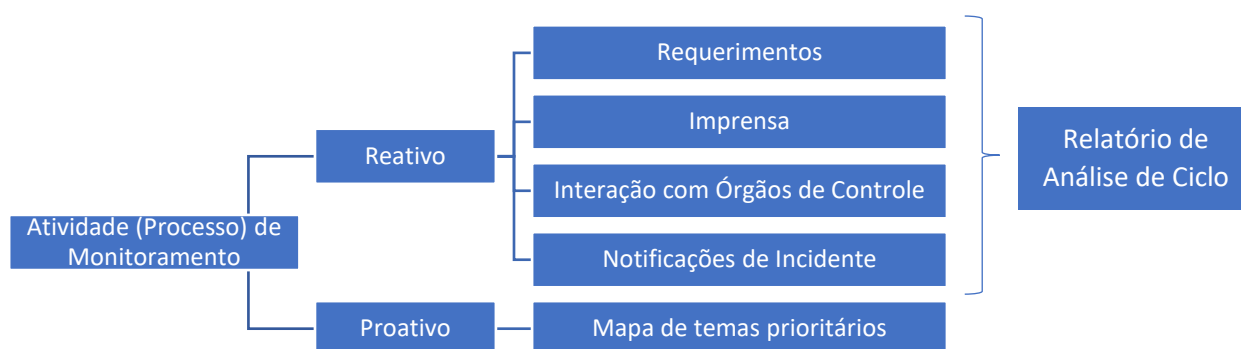 Atividade (Processo) de
Monitoramento
Reativo
Proativo
Requerimentos
Imprensa
Interação com Órgãos de Controle
Notificações de Incidente
Mapa de temas prioritários
Relatório de
Análise de Ciclo